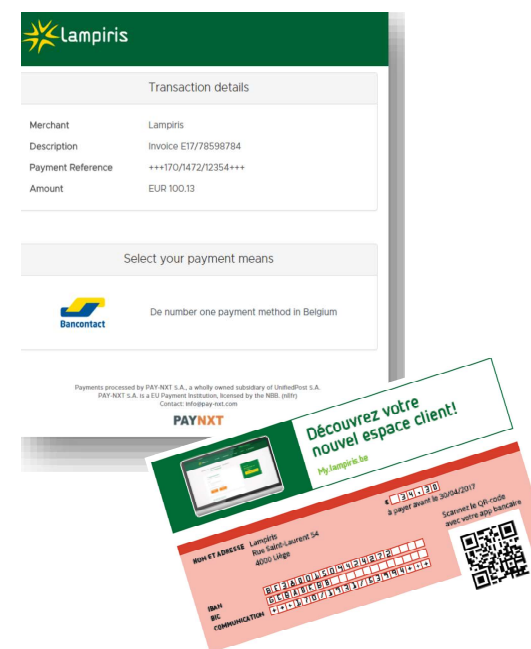 Lampiris
Transaction details
Merchant Lampiris
Description Invoice E17/78598784
Payment Reference +++170/1472/12354+++
Amount EUR 100.13
Select your payment means
Bancontact
De number one payment method in Belgium
Payments processed by PAY-NXT S.A., a wholly owned subsidiary of UnifiedPost S.A.
PAY-NXT S.A. is a EU Payment Institution, licensed by the NBB.
Contact: info@pay-nxt.com
PAYNXT
Découvrez votre
nouvel espace client!
My.lampiris.be
€ 34.38
à payer avant le 30/04/2017
Scannez le QR-code
avec votre app bancaire
NOM ET ADRESSE Lampiris
Rue Saint-Laurent 54
4000 Liège
IBAN
BIC
COMMUNICATION